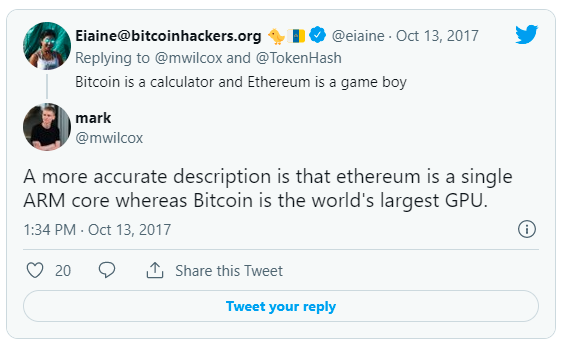 Eiaine@bitcoinhackers.org 🐤 🇮🇨 @eiaine · Oct 13, 2017
Replying to @mwilcox and @TokenHash
Bitcoin is a calculator and Ethereum is a game boy
mark
@mwilcox
A more accurate description is that ethereum is a single
ARM core whereas Bitcoin is the world's largest GPU.
1:34 PM · Oct 13, 2017
20 Share this Tweet
Tweet your reply